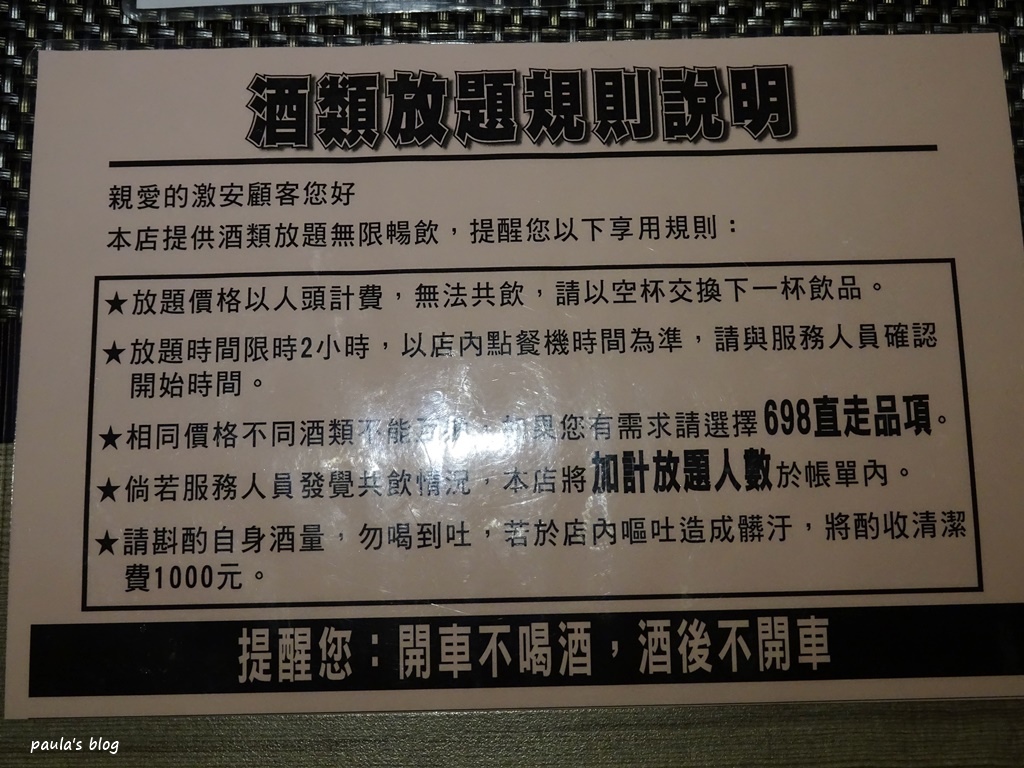 酒類放題規則說明
親愛的激安顧客您好
本店提供酒類放題無限暢飲，提醒您以下享用規則：
★放題價格以人頭計費，無法共飲，請以空杯交換下一杯飲品。
★放題時間限時2小時，以店內點餐機時間為準，請與服務人員確認
開始時間。
★相同價格不同酒類不能，如果您有需求請選擇698直走品項。
★倘若服務人員發覺共飲情況，本店將加計放題人數於帳單內。
★請斟酌自身酒量，勿喝到吐，若於店內嘔吐造成髒汙，將酌收清潔
費1000元。
提醒您：開車不喝酒，酒後不開車
paula's blog